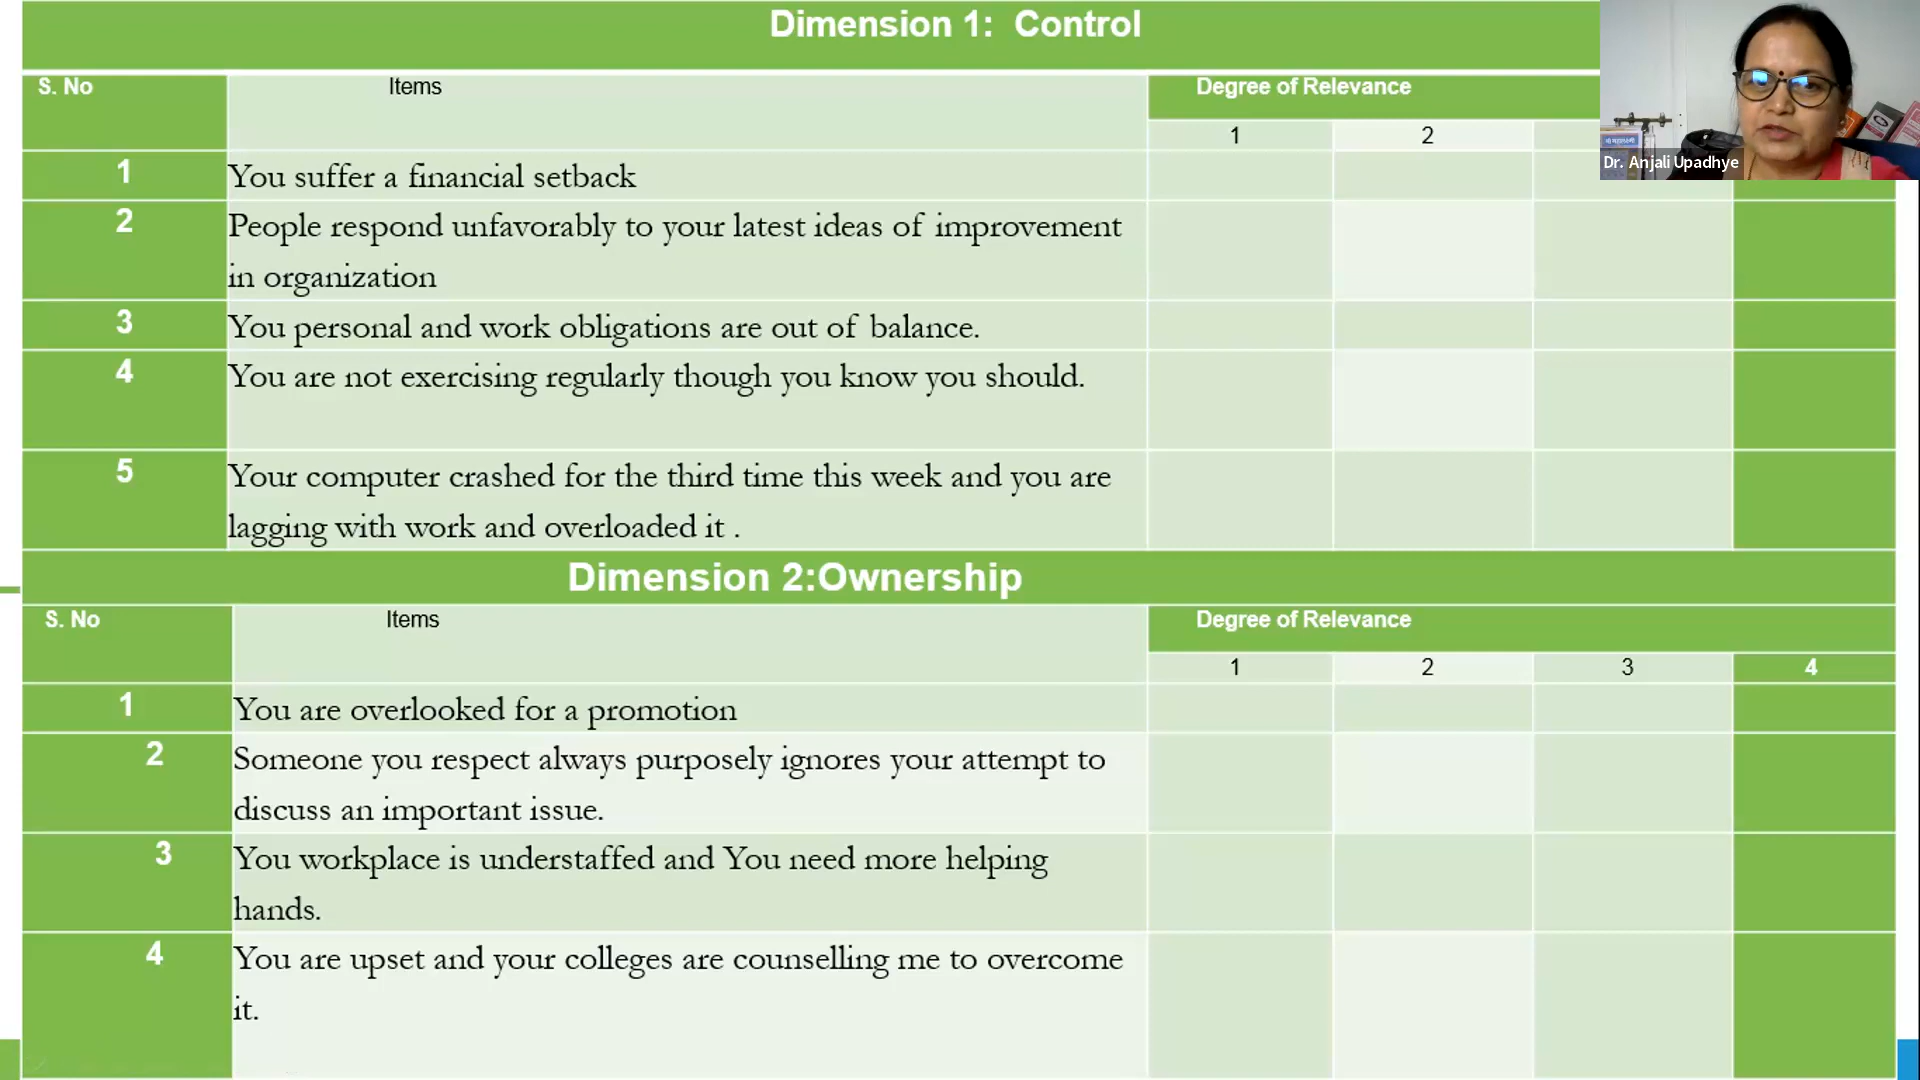 Dimension 1: Control
S. No
Items
Degree of Relevance
1
2
1
You suffer a financial setback
2
People respond unfavorably to your latest ideas of improvement
in organization
3
You personal and work obligations are out of balance.
4
You are not exercising regularly though you know you should.
5
Your computer crashed for the third time this week and you are
lagging with work and overloaded it .
Dimension 2:Ownership
S. No
Items
Degree of Relevance
1
2
3
4
1
You are overlooked for a promotion
2
Someone you respect always purposely ignores your attempt to
discuss an important issue.
3
You workplace is understaffed and You need more helping
hands.
4
You are upset and your colleges are counselling me to overcome
it.
Dr. Anjali Upadhye